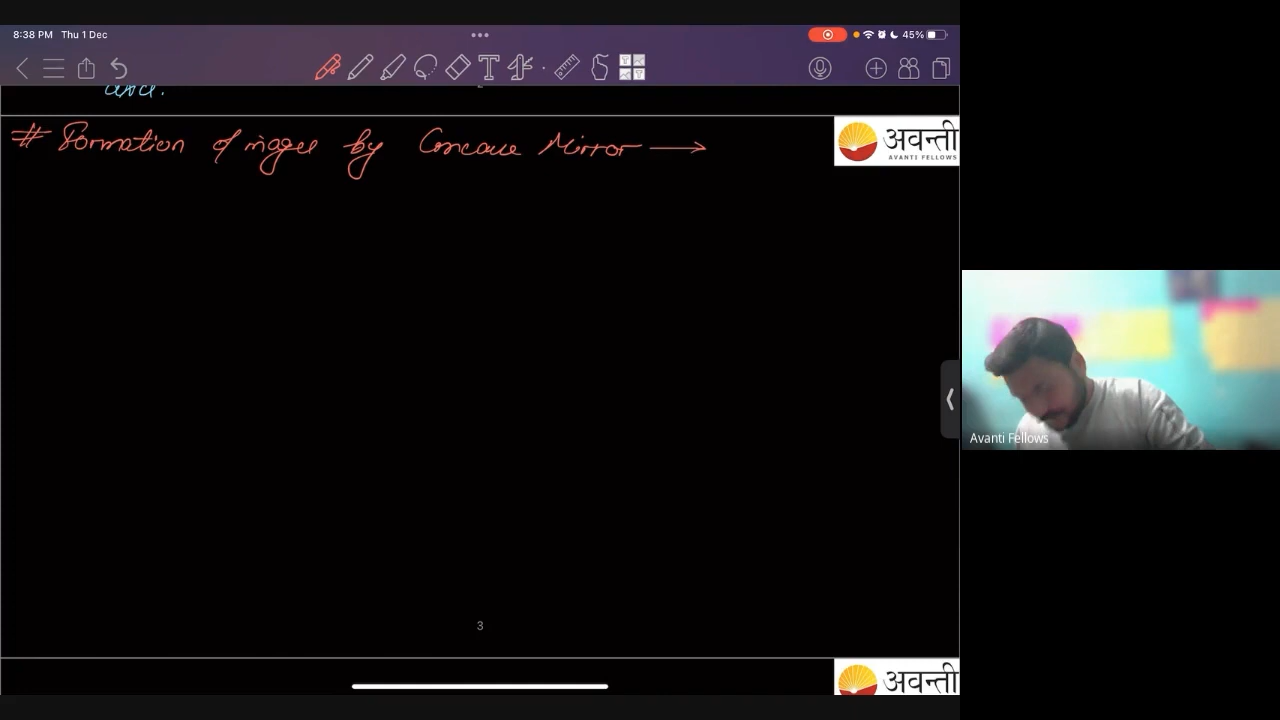 8:38 PM Thu 1 Dec
45%
# Formation of images by Concave Mirror →
अवन्ती
AVANTI FELLOWS
Avanti Fellows
3
अवन्ती